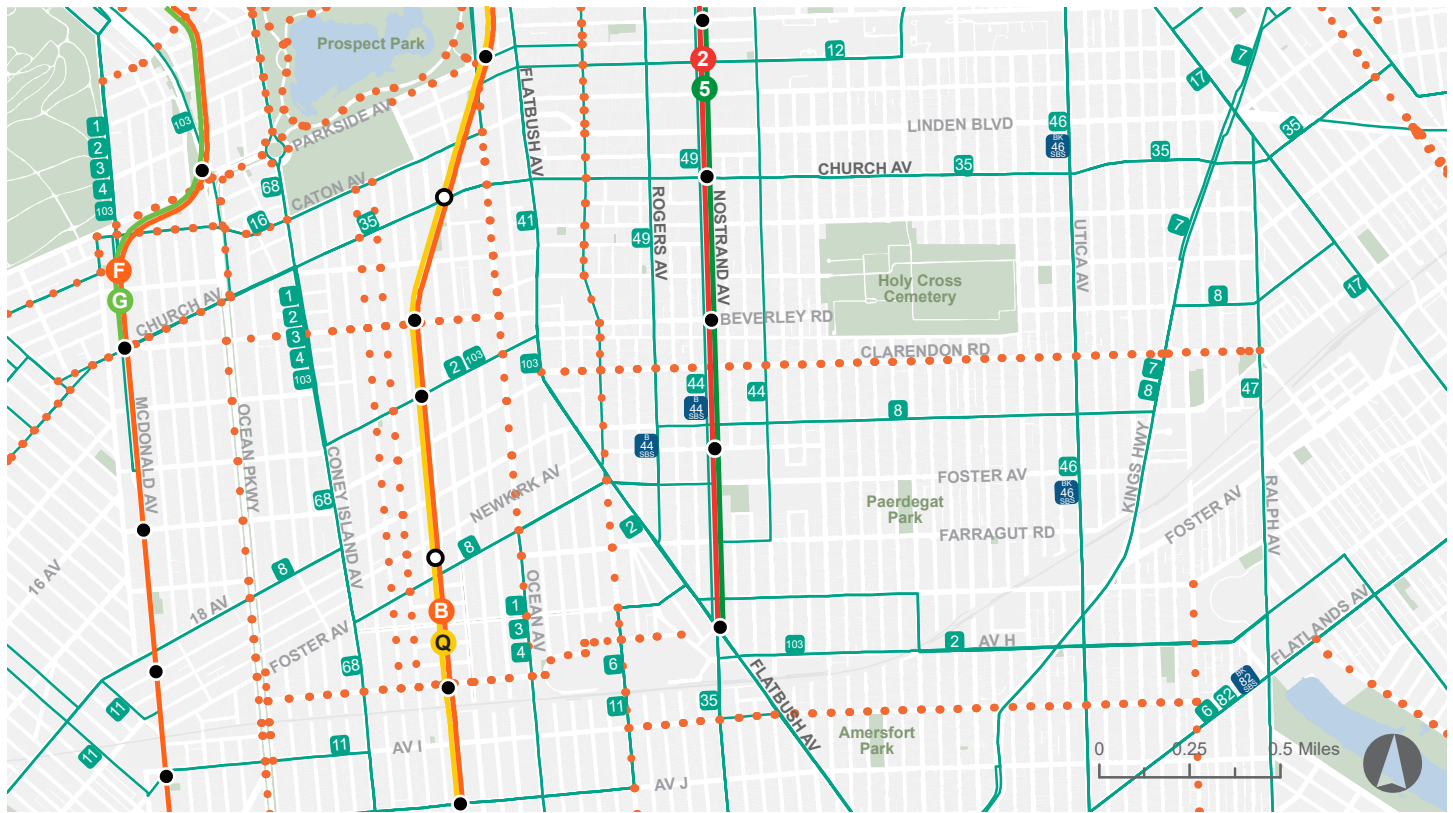 Prospect Park
12
7
17
2
5
FLATBUSH AV
1
2
3
4
103
103
PARKSIDE AV
LINDEN BLVD
46
BK
46
SBS
35
49
CHURCH AV
35
35
68
CATON AV
16
35
41
ROGERS AV
49
NOSTRAND AV
UTICA AV
7
F
G
CHURCH AV
1
2
3
4
103
Holy Cross
Cemetery
8
17
BEVERLEY RD
CLARENDON RD
2
103
103
44
B
44
SBS
44
7
8
47
8
MCDONALD AV
OCEAN PKWY
CONEY ISLAND AV
B
44
SBS
KINGS HWY
46
BK
46
SBS
FOSTER AV
NEWKIRK AV
68
Paerdegat
Park
FOSTER AV
RALPH AV
2
8
FARRAGUT RD
16 AV
8
18 AV
OCEAN AV
B
Q
1
3
4
FOSTER AV
68
6
103
2
AV H
FLATLANDS AV
11
35
FLATBUSH AV
11
6
82
BK
82
SBS
11
11
AV I
Amersfort
Park
AV J
0
0.25
0.5 Miles